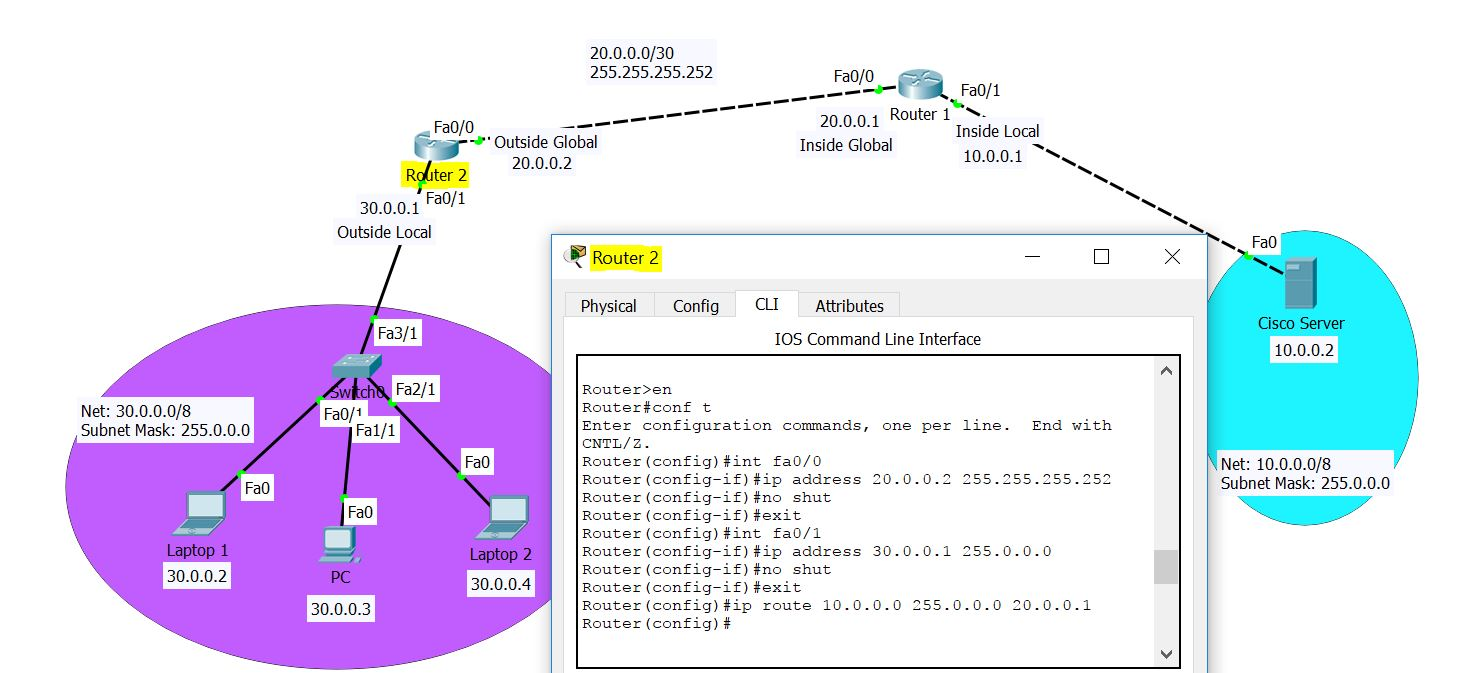 20.0.0.0/30
255.255.255.252
Fa0/0
Fa0/1
Router 1
20.0.0.1
Inside Global
Inside Local
10.0.0.1
Fa0/0
Outside Global
20.0.0.2
Router 2
Fa0/1
30.0.0.1
Outside Local
Fa3/1
Switch0
Fa2/1
Fa0/1
Fa1/1
Net: 30.0.0.0/8
Subnet Mask: 255.0.0.0
Fa0
Fa0
Fa0
Laptop 1
30.0.0.2
PC
30.0.0.3
Laptop 2
30.0.0.4
Fa0
Cisco Server
10.0.0.2
Net: 10.0.0.0/8
Subnet Mask: 255.0.0.0
Router 2
Physical Config CLI Attributes
IOS Command Line Interface
Router>en
Router#conf t
Enter configuration commands, one per line.  End with
CNTL/Z.
Router(config)#int fa0/0
Router(config-if)#ip address 20.0.0.2 255.255.255.252
Router(config-if)#no shut
Router(config-if)#exit
Router(config)#int fa0/1
Router(config-if)#ip address 30.0.0.1 255.0.0.0
Router(config-if)#no shut
Router(config-if)#exit
Router(config)#ip route 10.0.0.0 255.0.0.0 20.0.0.1
Router(config)#